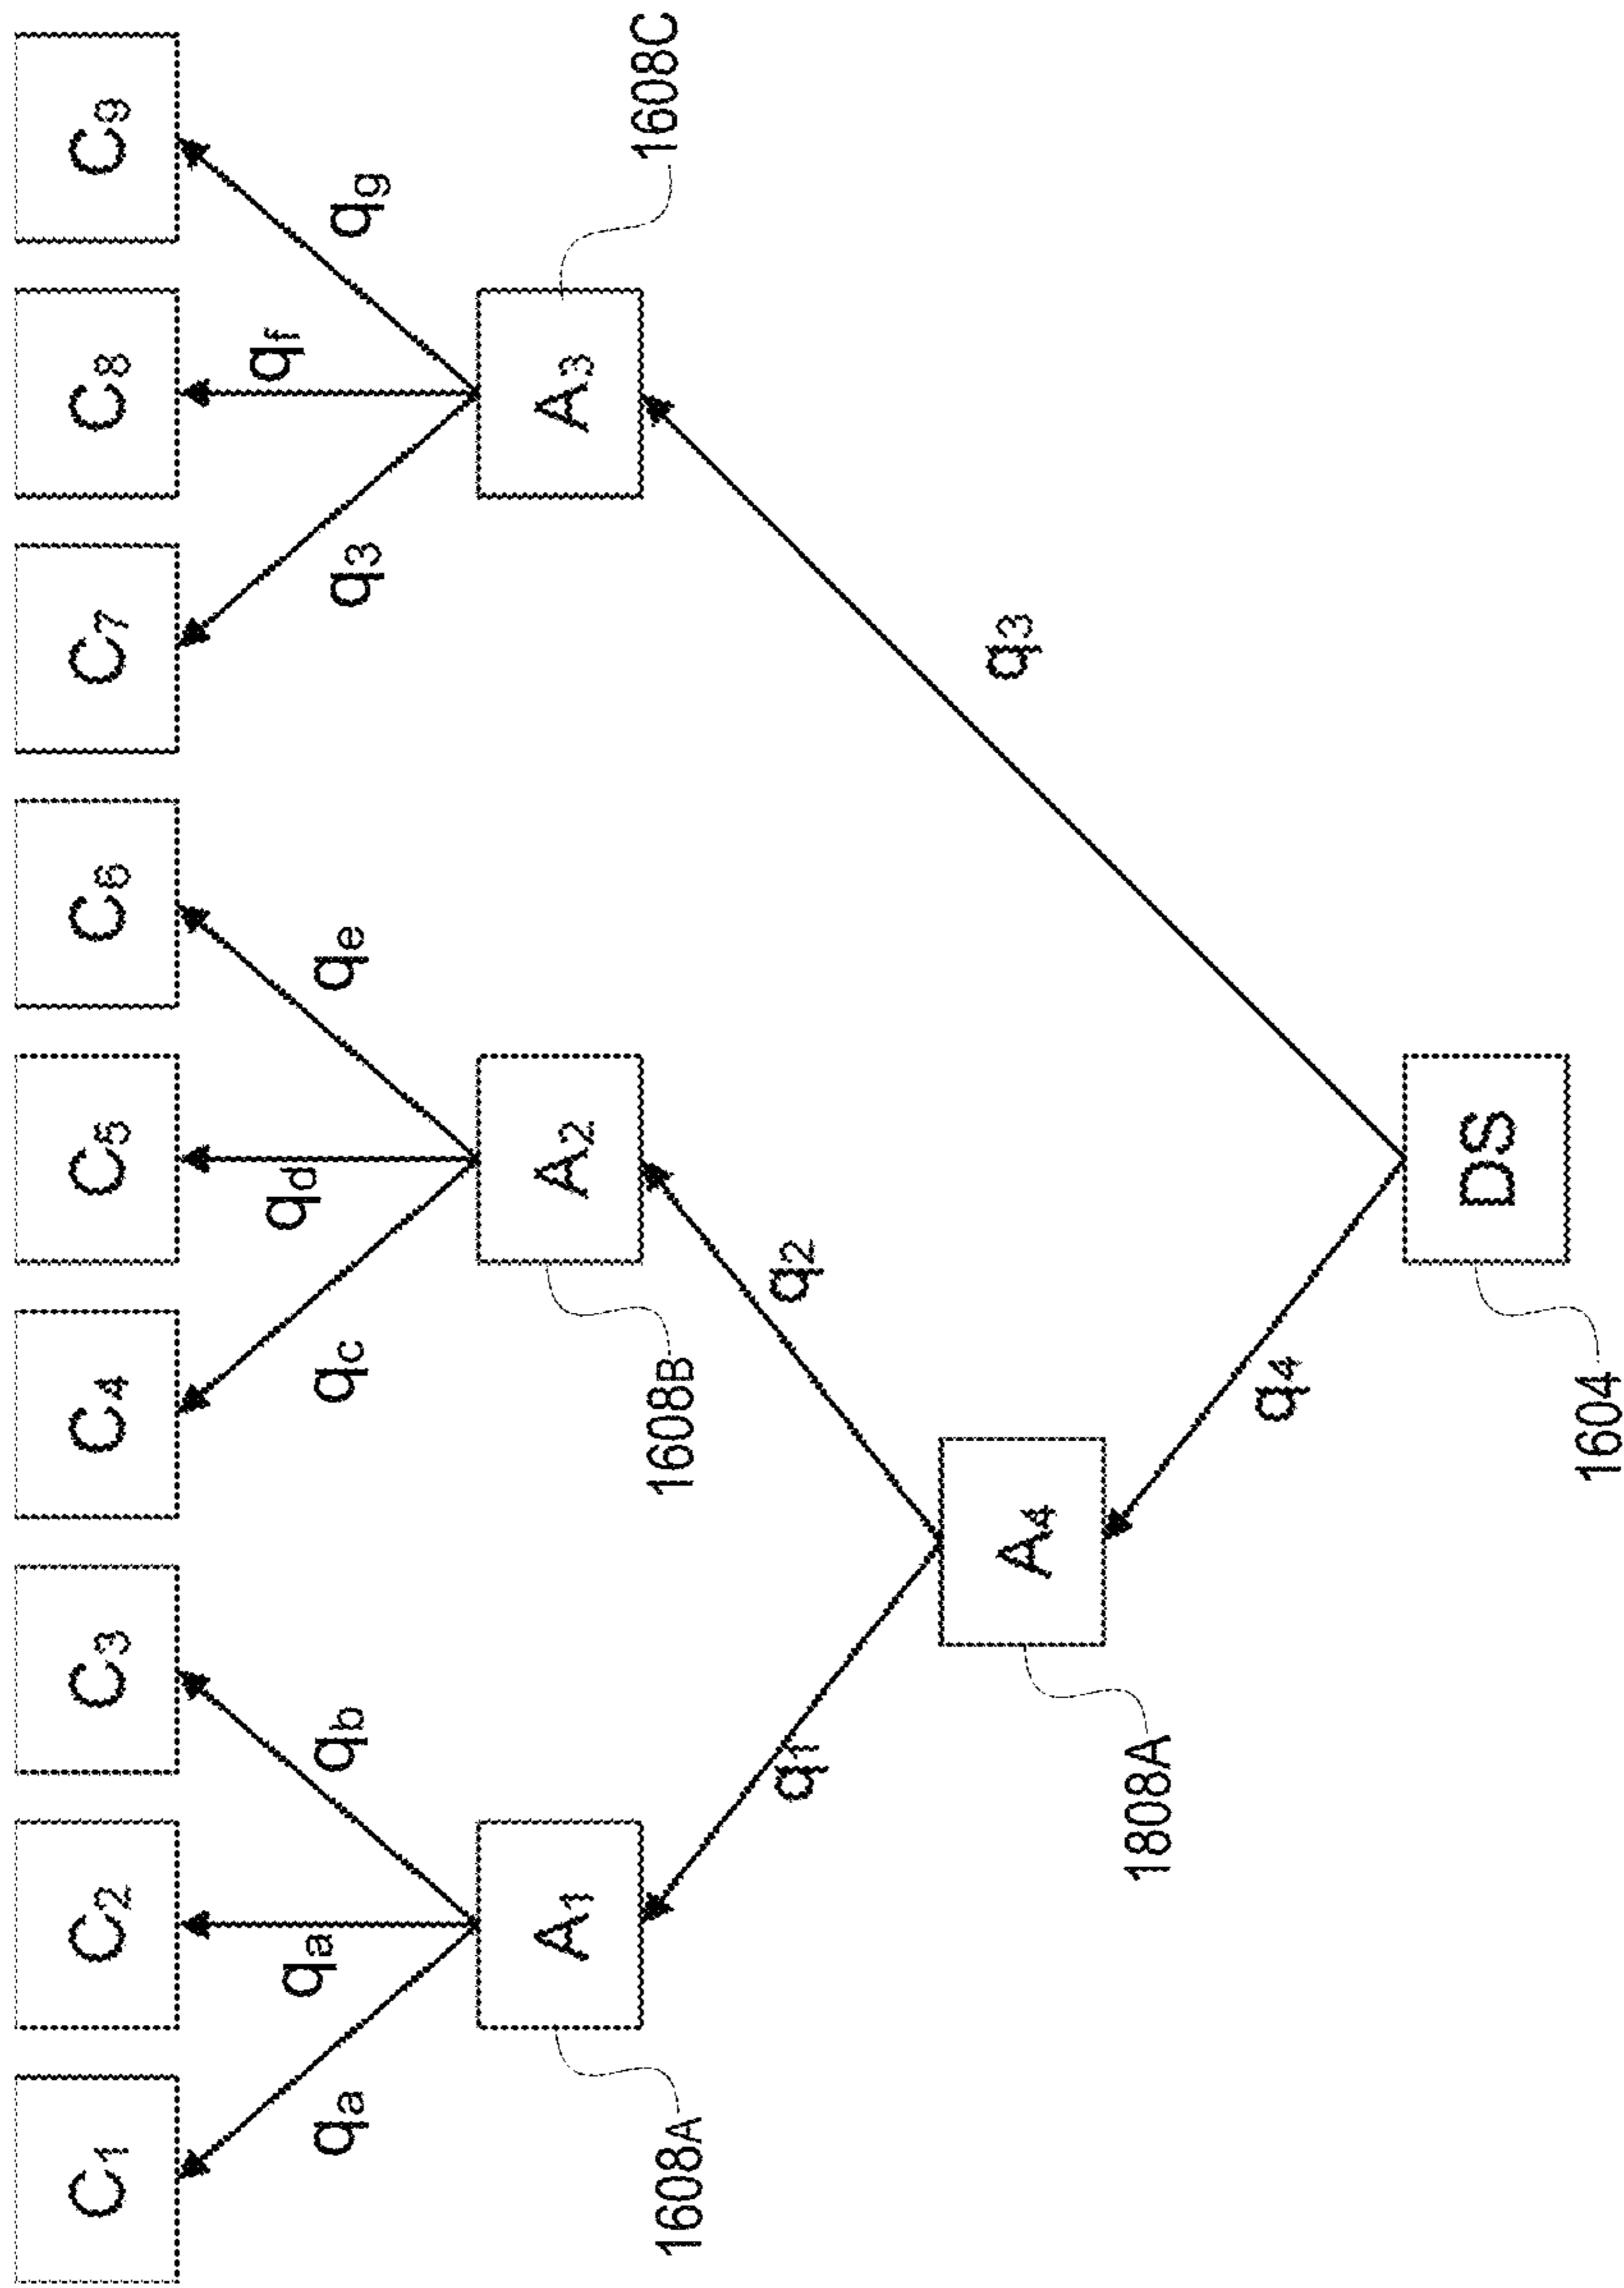 C1 C2 C3 C4 C5 C6 C7 C8 C9
qa qa qb qc qd qe q3 qf qg
A1 A2 A3
1608A 1608B 1608C
q1 q2 q3
A4
1808A
q4
DS
1604